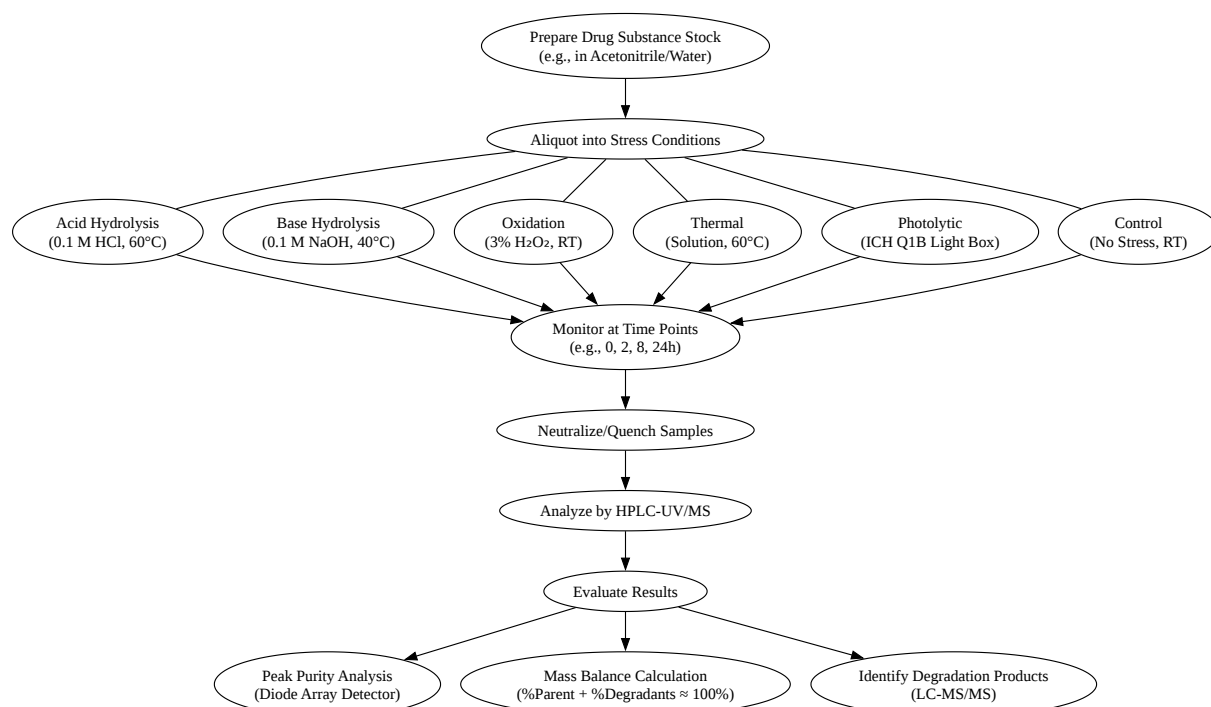 Prepare Drug Substance Stock
(e.g., in Acetonitrile/Water)
Aliquot into Stress Conditions
Acid Hydrolysis
(0.1 M HCl, 60°C)
Base Hydrolysis
(0.1 M NaOH, 40°C)
Oxidation
(3% H₂O₂, RT)
Thermal
(Solution, 60°C)
Photolytic
(ICH Q1B Light Box)
Control
(No Stress, RT)
Monitor at Time Points
(e.g., 0, 2, 8, 24h)
Neutralize/Quench Samples
Analyze by HPLC-UV/MS
Evaluate Results
Peak Purity Analysis
(Diode Array Detector)
Mass Balance Calculation
(%Parent + %Degradants ≈ 100%)
Identify Degradation Products
(LC-MS/MS)